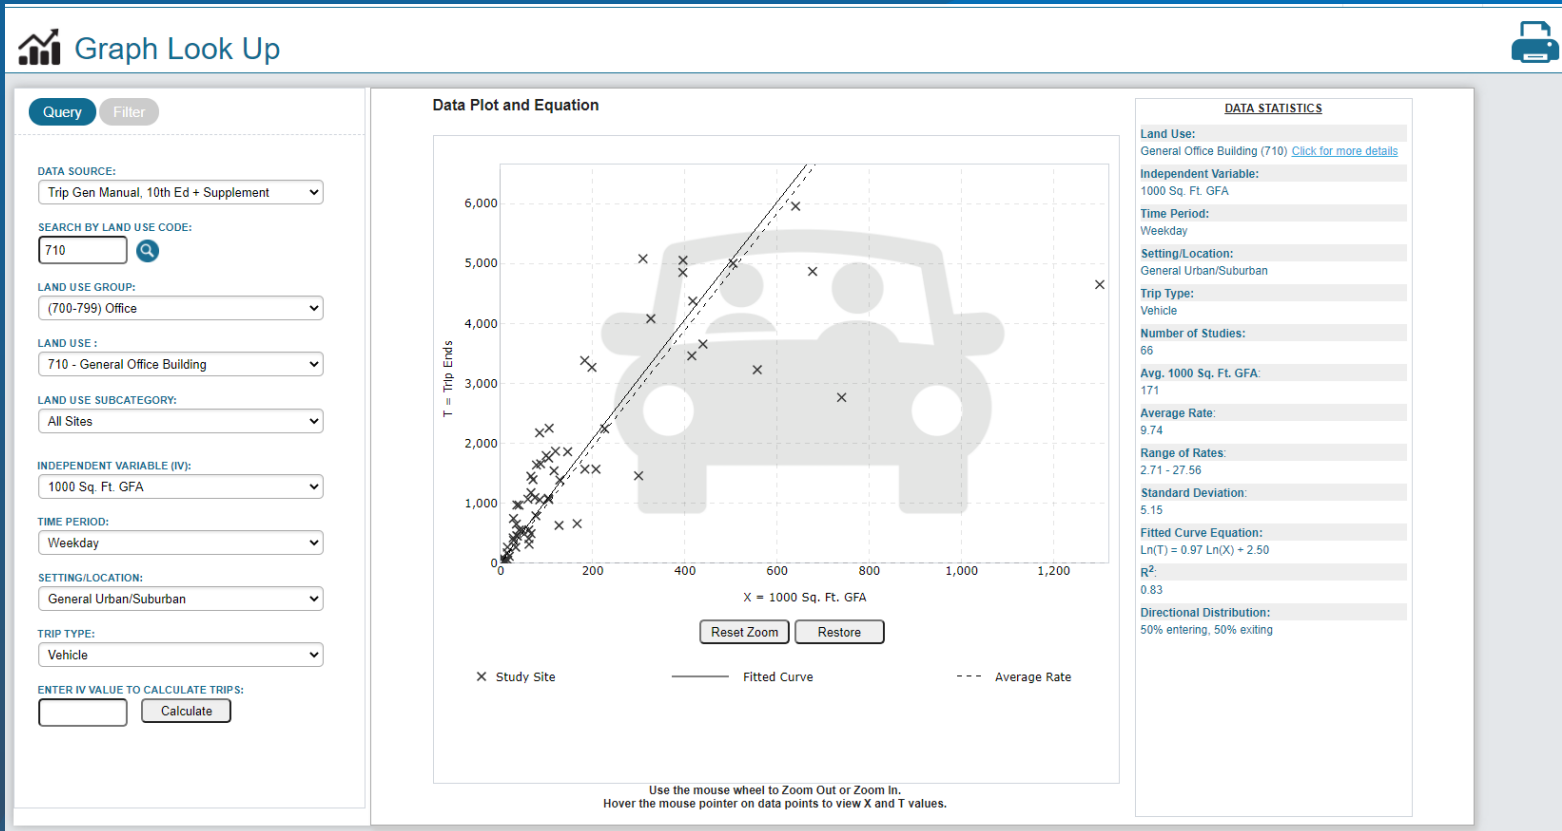 Graph Look Up
Query
Filter
DATA SOURCE:
Trip Gen Manual, 10th Ed + Supplement
SEARCH BY LAND USE CODE:
710
LAND USE GROUP:
(700-799) Office
LAND USE :
710 - General Office Building
LAND USE SUBCATEGORY:
All Sites
INDEPENDENT VARIABLE (IV):
1000 Sq. Ft. GFA
TIME PERIOD:
Weekday
SETTING/LOCATION:
General Urban/Suburban
TRIP TYPE:
Vehicle
ENTER IV VALUE TO CALCULATE TRIPS:
Calculate
Data Plot and Equation
T = Trip Ends
6,000
5,000
4,000
3,000
2,000
1,000
0
0 200 400 600 800 1,000 1,200
X = 1000 Sq. Ft. GFA
Reset Zoom Restore
Study Site Fitted Curve Average Rate
Use the mouse wheel to Zoom Out or Zoom In.
Hover the mouse pointer on data points to view X and T values.
DATA STATISTICS
Land Use:
General Office Building (710) Click for more details
Independent Variable:
1000 Sq. Ft. GFA
Time Period:
Weekday
Setting/Location:
General Urban/Suburban
Trip Type:
Vehicle
Number of Studies:
66
Avg. 1000 Sq. Ft. GFA:
171
Average Rate:
9.74
Range of Rates:
2.71 - 27.56
Standard Deviation:
5.15
Fitted Curve Equation:
Ln(T) = 0.97 Ln(X) + 2.50
R²:
0.83
Directional Distribution:
50% entering, 50% exiting